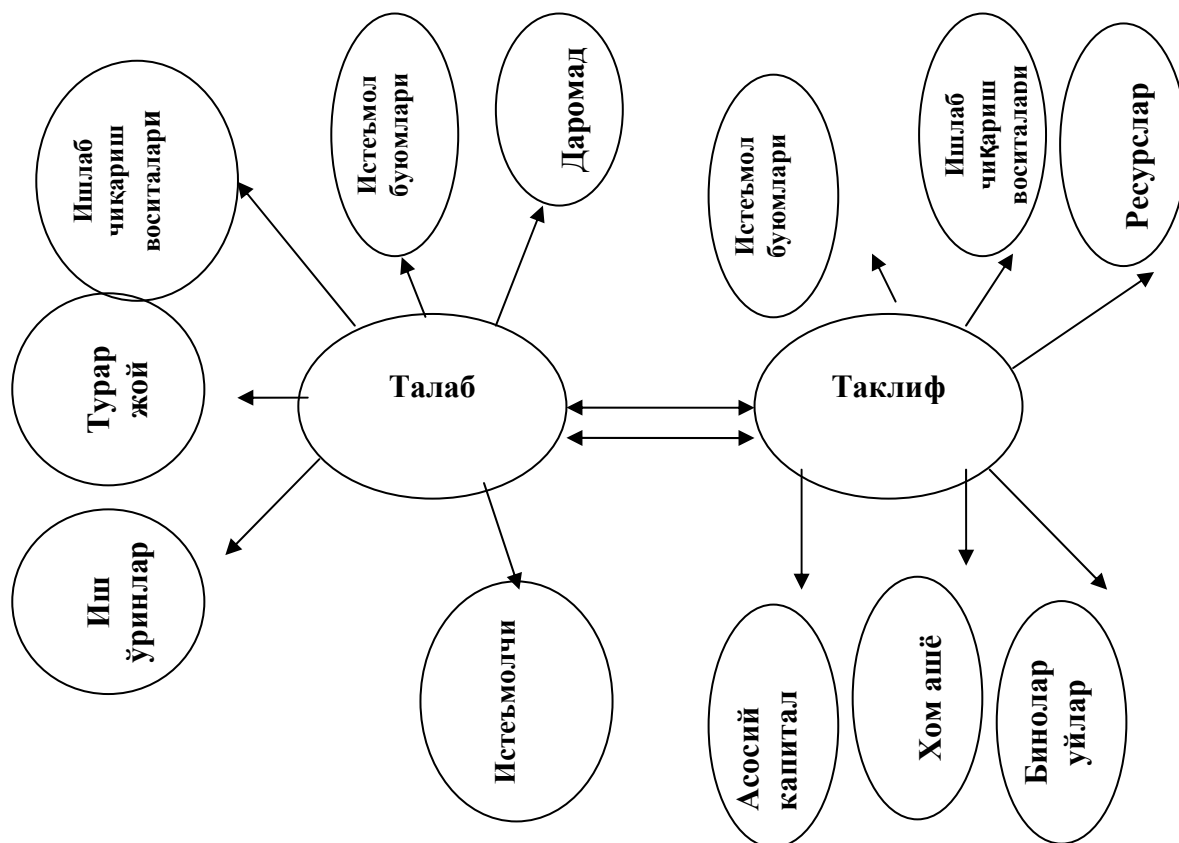 Ишлаб
чиқариш
воситалари
Истеъмол
буюмлари
Даромад
Истеъмол
буюмлари
Ишлаб
чиқариш
воситалари
Ресурслар
Турар
жой
Талаб
Таклиф
Иш
ўринлар
Истеъмолчи
Асосий
капитал
Хом ашё
Бинолар
уйлар